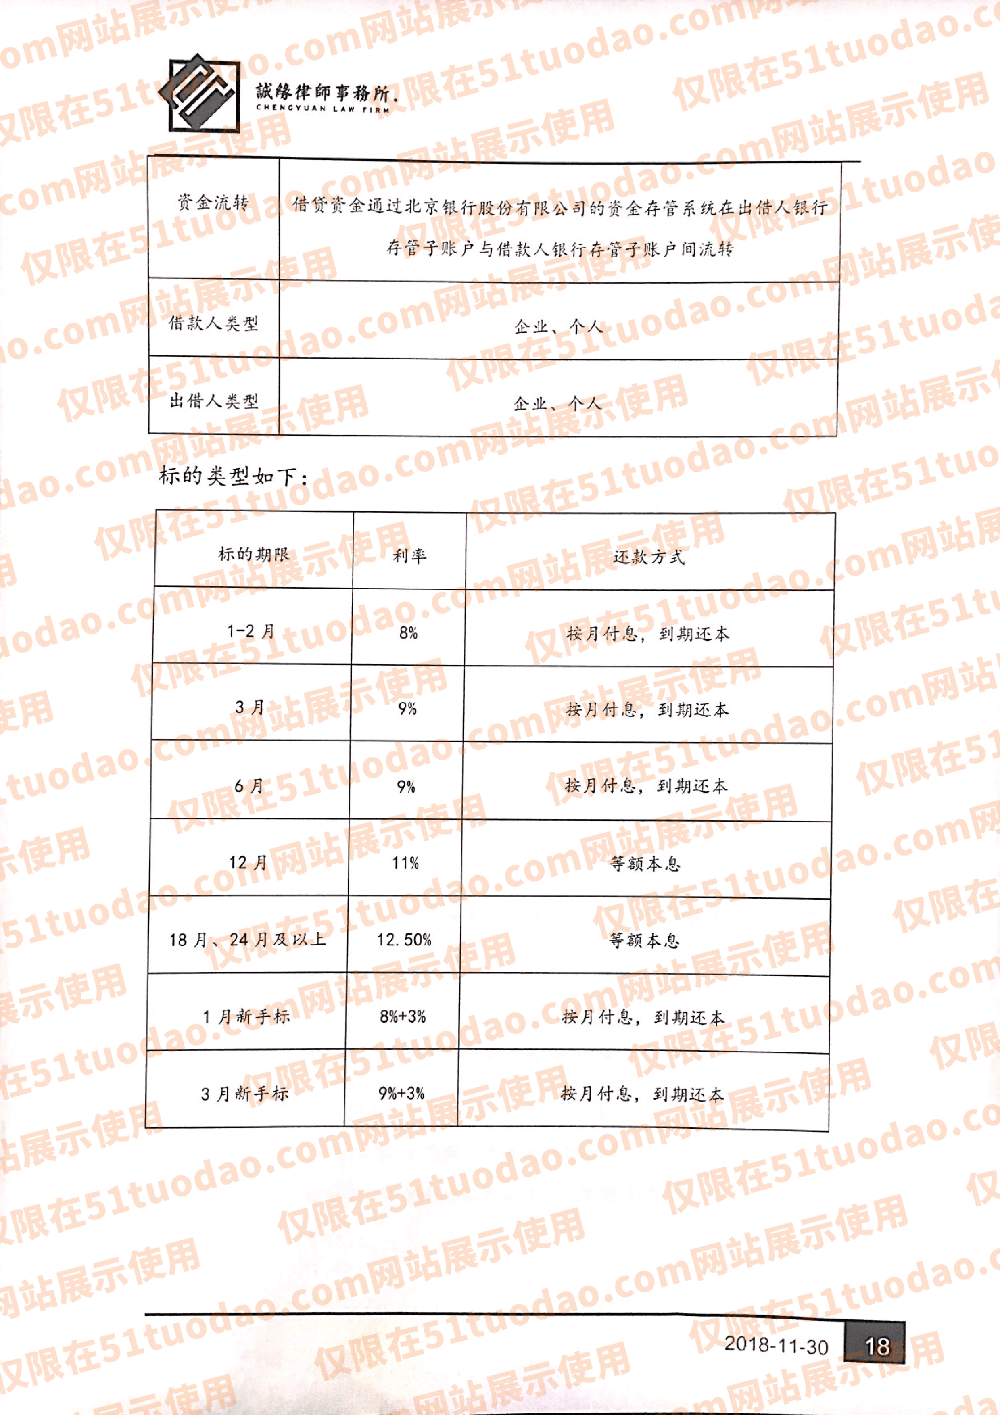 誠缘律師事務所.
CHENGYUAN LAW FIRM
资金流转
借贷资金通过北京银行股份有限公司的资金存管系统在出借人银行
存管子账户与借款人银行存管子账户间流转
借款人类型
企业、个人
出借人类型
企业、个人
标的类型如下：
标的期限 利率 还款方式
1-2月 8% 按月付息，到期还本
3月 9% 按月付息，到期还本
6月 9% 按月付息，到期还本
12月 11% 等额本息
18月、24月及以上 12.50% 等额本息
1月新手标 8%+3% 按月付息，到期还本
3月新手标 9%+3% 按月付息，到期还本
2018-11-30 18
仅限在51tuodao.com网站展示使用